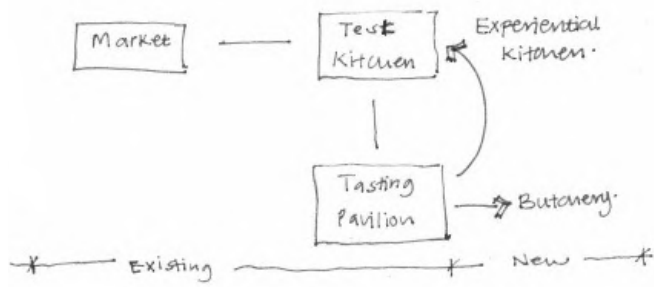 Market
Test
Kitchen
Experiential
Kitchen.
Tasting
Pavilion
Butchery.
Existing
New